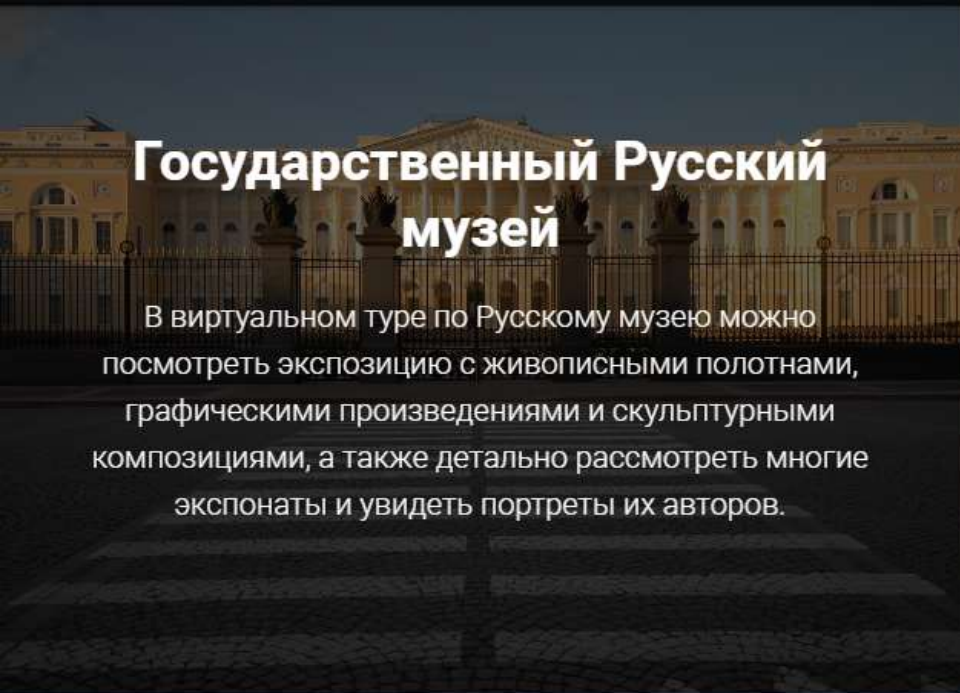 Государственный Русский
музей
В виртуальном туре по Русскому музею можно
посмотреть экспозицию с живописными полотнами,
графическими произведениями и скульптурными
композициями, а также детально рассмотреть многие
экспонаты и увидеть портреты их авторов.